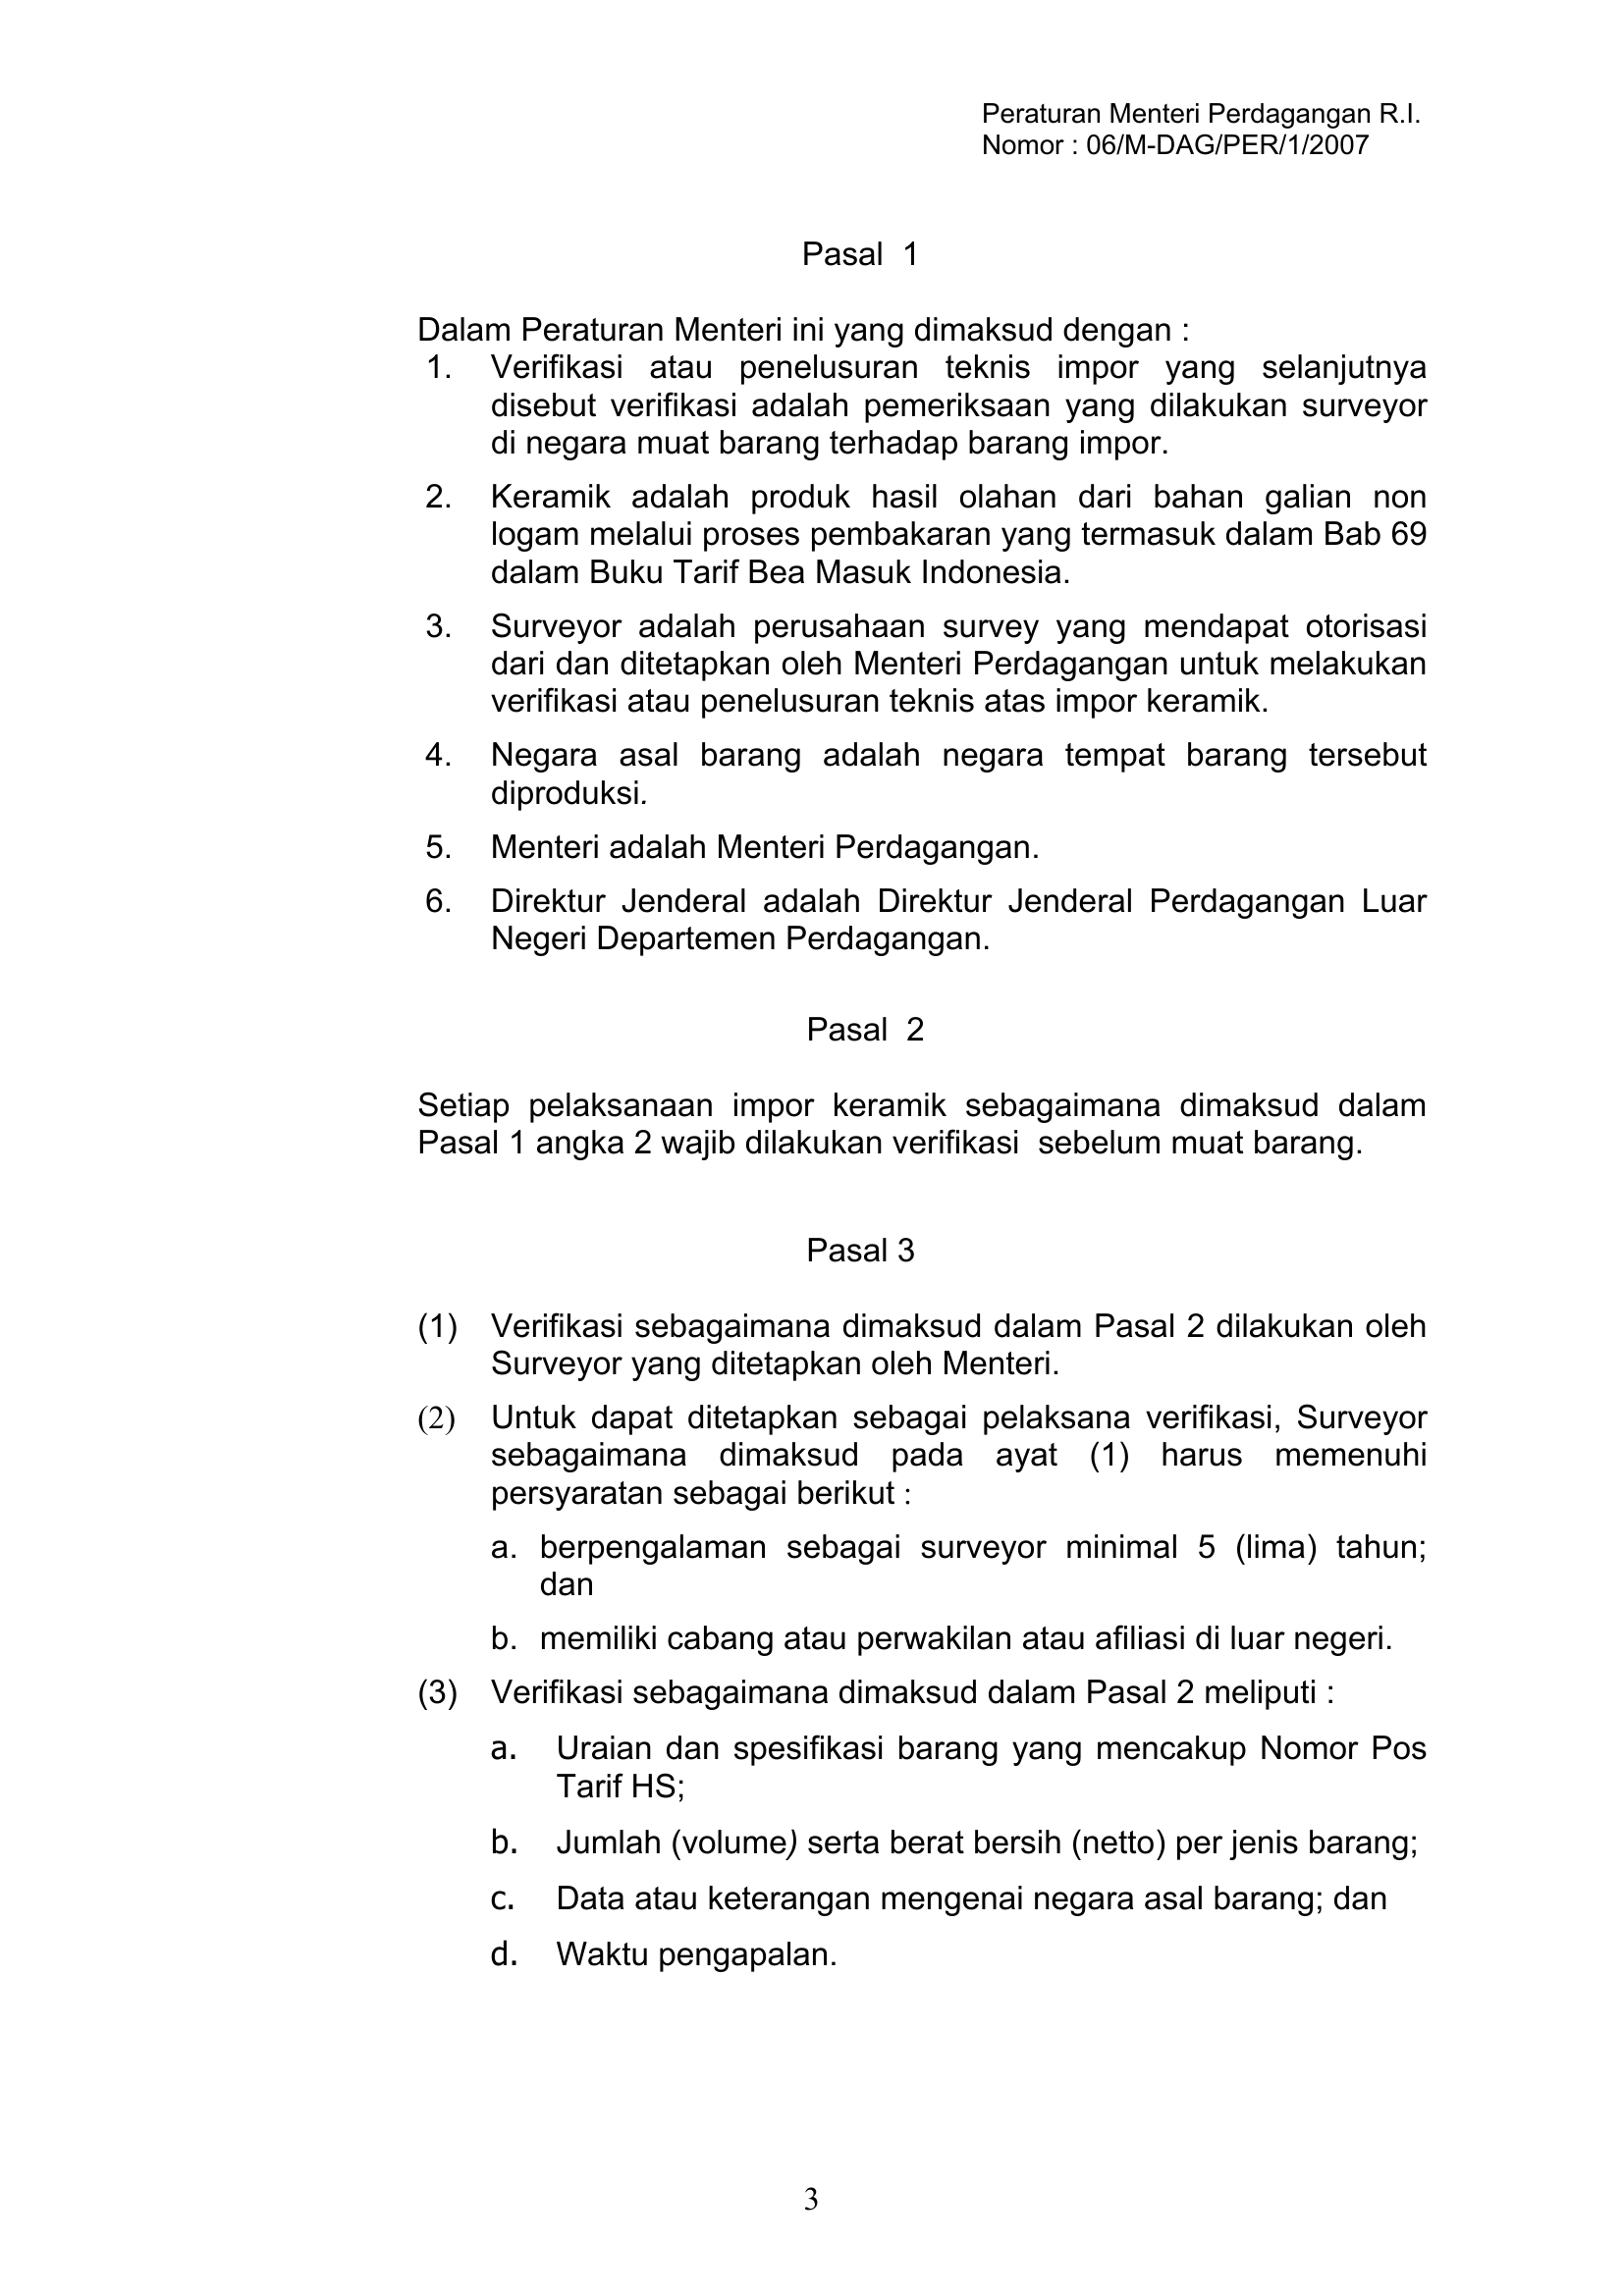 Peraturan Menteri Perdagangan R.I.
Nomor : 06/M-DAG/PER/1/2007
Pasal 1
Dalam Peraturan Menteri ini yang dimaksud dengan :
1. Verifikasi atau penelusuran teknis impor yang selanjutnya
disebut verifikasi adalah pemeriksaan yang dilakukan surveyor
di negara muat barang terhadap barang impor.
2. Keramik adalah produk hasil olahan dari bahan galian non
logam melalui proses pembakaran yang termasuk dalam Bab 69
dalam Buku Tarif Bea Masuk Indonesia.
3. Surveyor adalah perusahaan survey yang mendapat otorisasi
dari dan ditetapkan oleh Menteri Perdagangan untuk melakukan
verifikasi atau penelusuran teknis atas impor keramik.
4. Negara asal barang adalah negara tempat barang tersebut
diproduksi.
5. Menteri adalah Menteri Perdagangan.
6. Direktur Jenderal adalah Direktur Jenderal Perdagangan Luar
Negeri Departemen Perdagangan.
Pasal 2
Setiap pelaksanaan impor keramik sebagaimana dimaksud dalam
Pasal 1 angka 2 wajib dilakukan verifikasi sebelum muat barang.
Pasal 3
(1) Verifikasi sebagaimana dimaksud dalam Pasal 2 dilakukan oleh
Surveyor yang ditetapkan oleh Menteri.
(2) Untuk dapat ditetapkan sebagai pelaksana verifikasi, Surveyor
sebagaimana dimaksud pada ayat (1) harus memenuhi
persyaratan sebagai berikut :
a. berpengalaman sebagai surveyor minimal 5 (lima) tahun;
dan
b. memiliki cabang atau perwakilan atau afiliasi di luar negeri.
(3) Verifikasi sebagaimana dimaksud dalam Pasal 2 meliputi :
a. Uraian dan spesifikasi barang yang mencakup Nomor Pos
Tarif HS;
b. Jumlah (volume) serta berat bersih (netto) per jenis barang;
c. Data atau keterangan mengenai negara asal barang; dan
d. Waktu pengapalan.
3